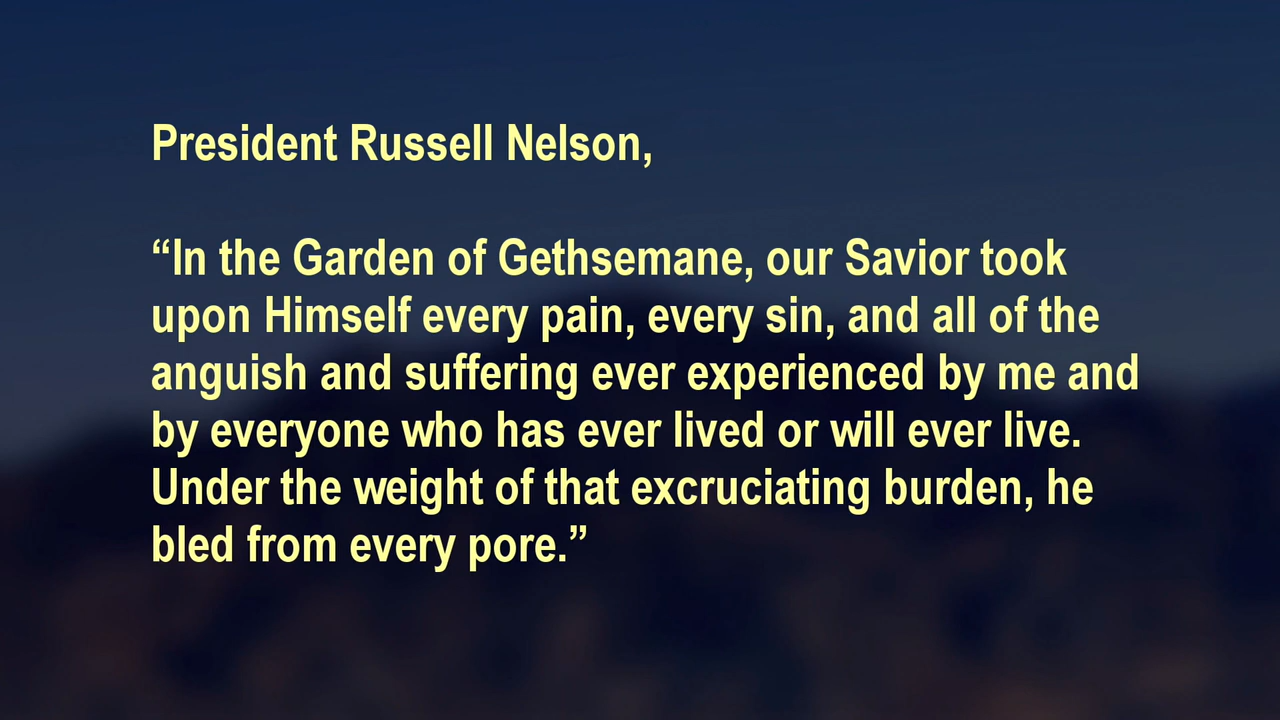 President Russell Nelson,
“In the Garden of Gethsemane, our Savior took
upon Himself every pain, every sin, and all of the
anguish and suffering ever experienced by me and
by everyone who has ever lived or will ever live.
Under the weight of that excruciating burden, he
bled from every pore.”